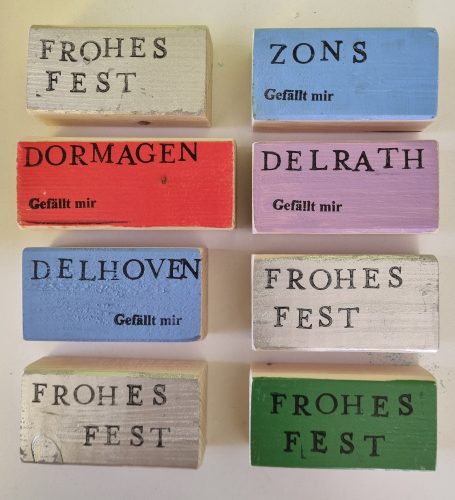 FROHES
FEST
ZONS
Gefällt mir
DORMAGEN
Gefällt mir
DELRATH
Gefällt mir
DELHOVEN
Gefällt mir
FROHES
FEST
FROHES
FEST
FROHES
FEST